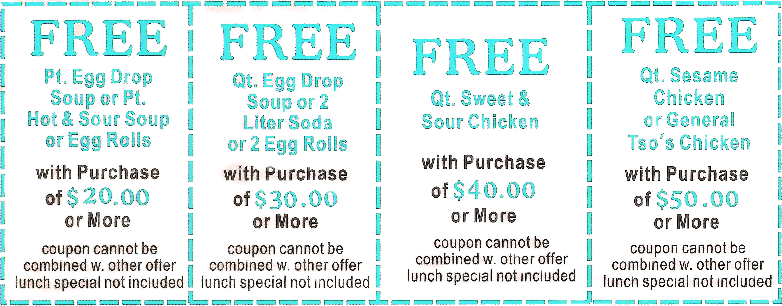 FREE
Pt. Egg Drop
Soup or Pt.
Hot & Sour Soup
or Egg Rolls
with Purchase
of $20.00
or More
coupon cannot be
combined w. other offer
lunch special not included
FREE
Qt. Egg Drop
Soup or 2
Liter Soda
or 2 Egg Rolls
with Purchase
of $30.00
or More
coupon cannot be
combined w. other offer
lunch special not included
FREE
Qt. Sweet &
Sour Chicken
with Purchase
of $40.00
or More
coupon cannot be
combined w. other offer
lunch special not included
FREE
Qt. Sesame
Chicken
or General
Tso's Chicken
with Purchase
of $50.00
or More
coupon cannot be
combined w. other offer
lunch special not included